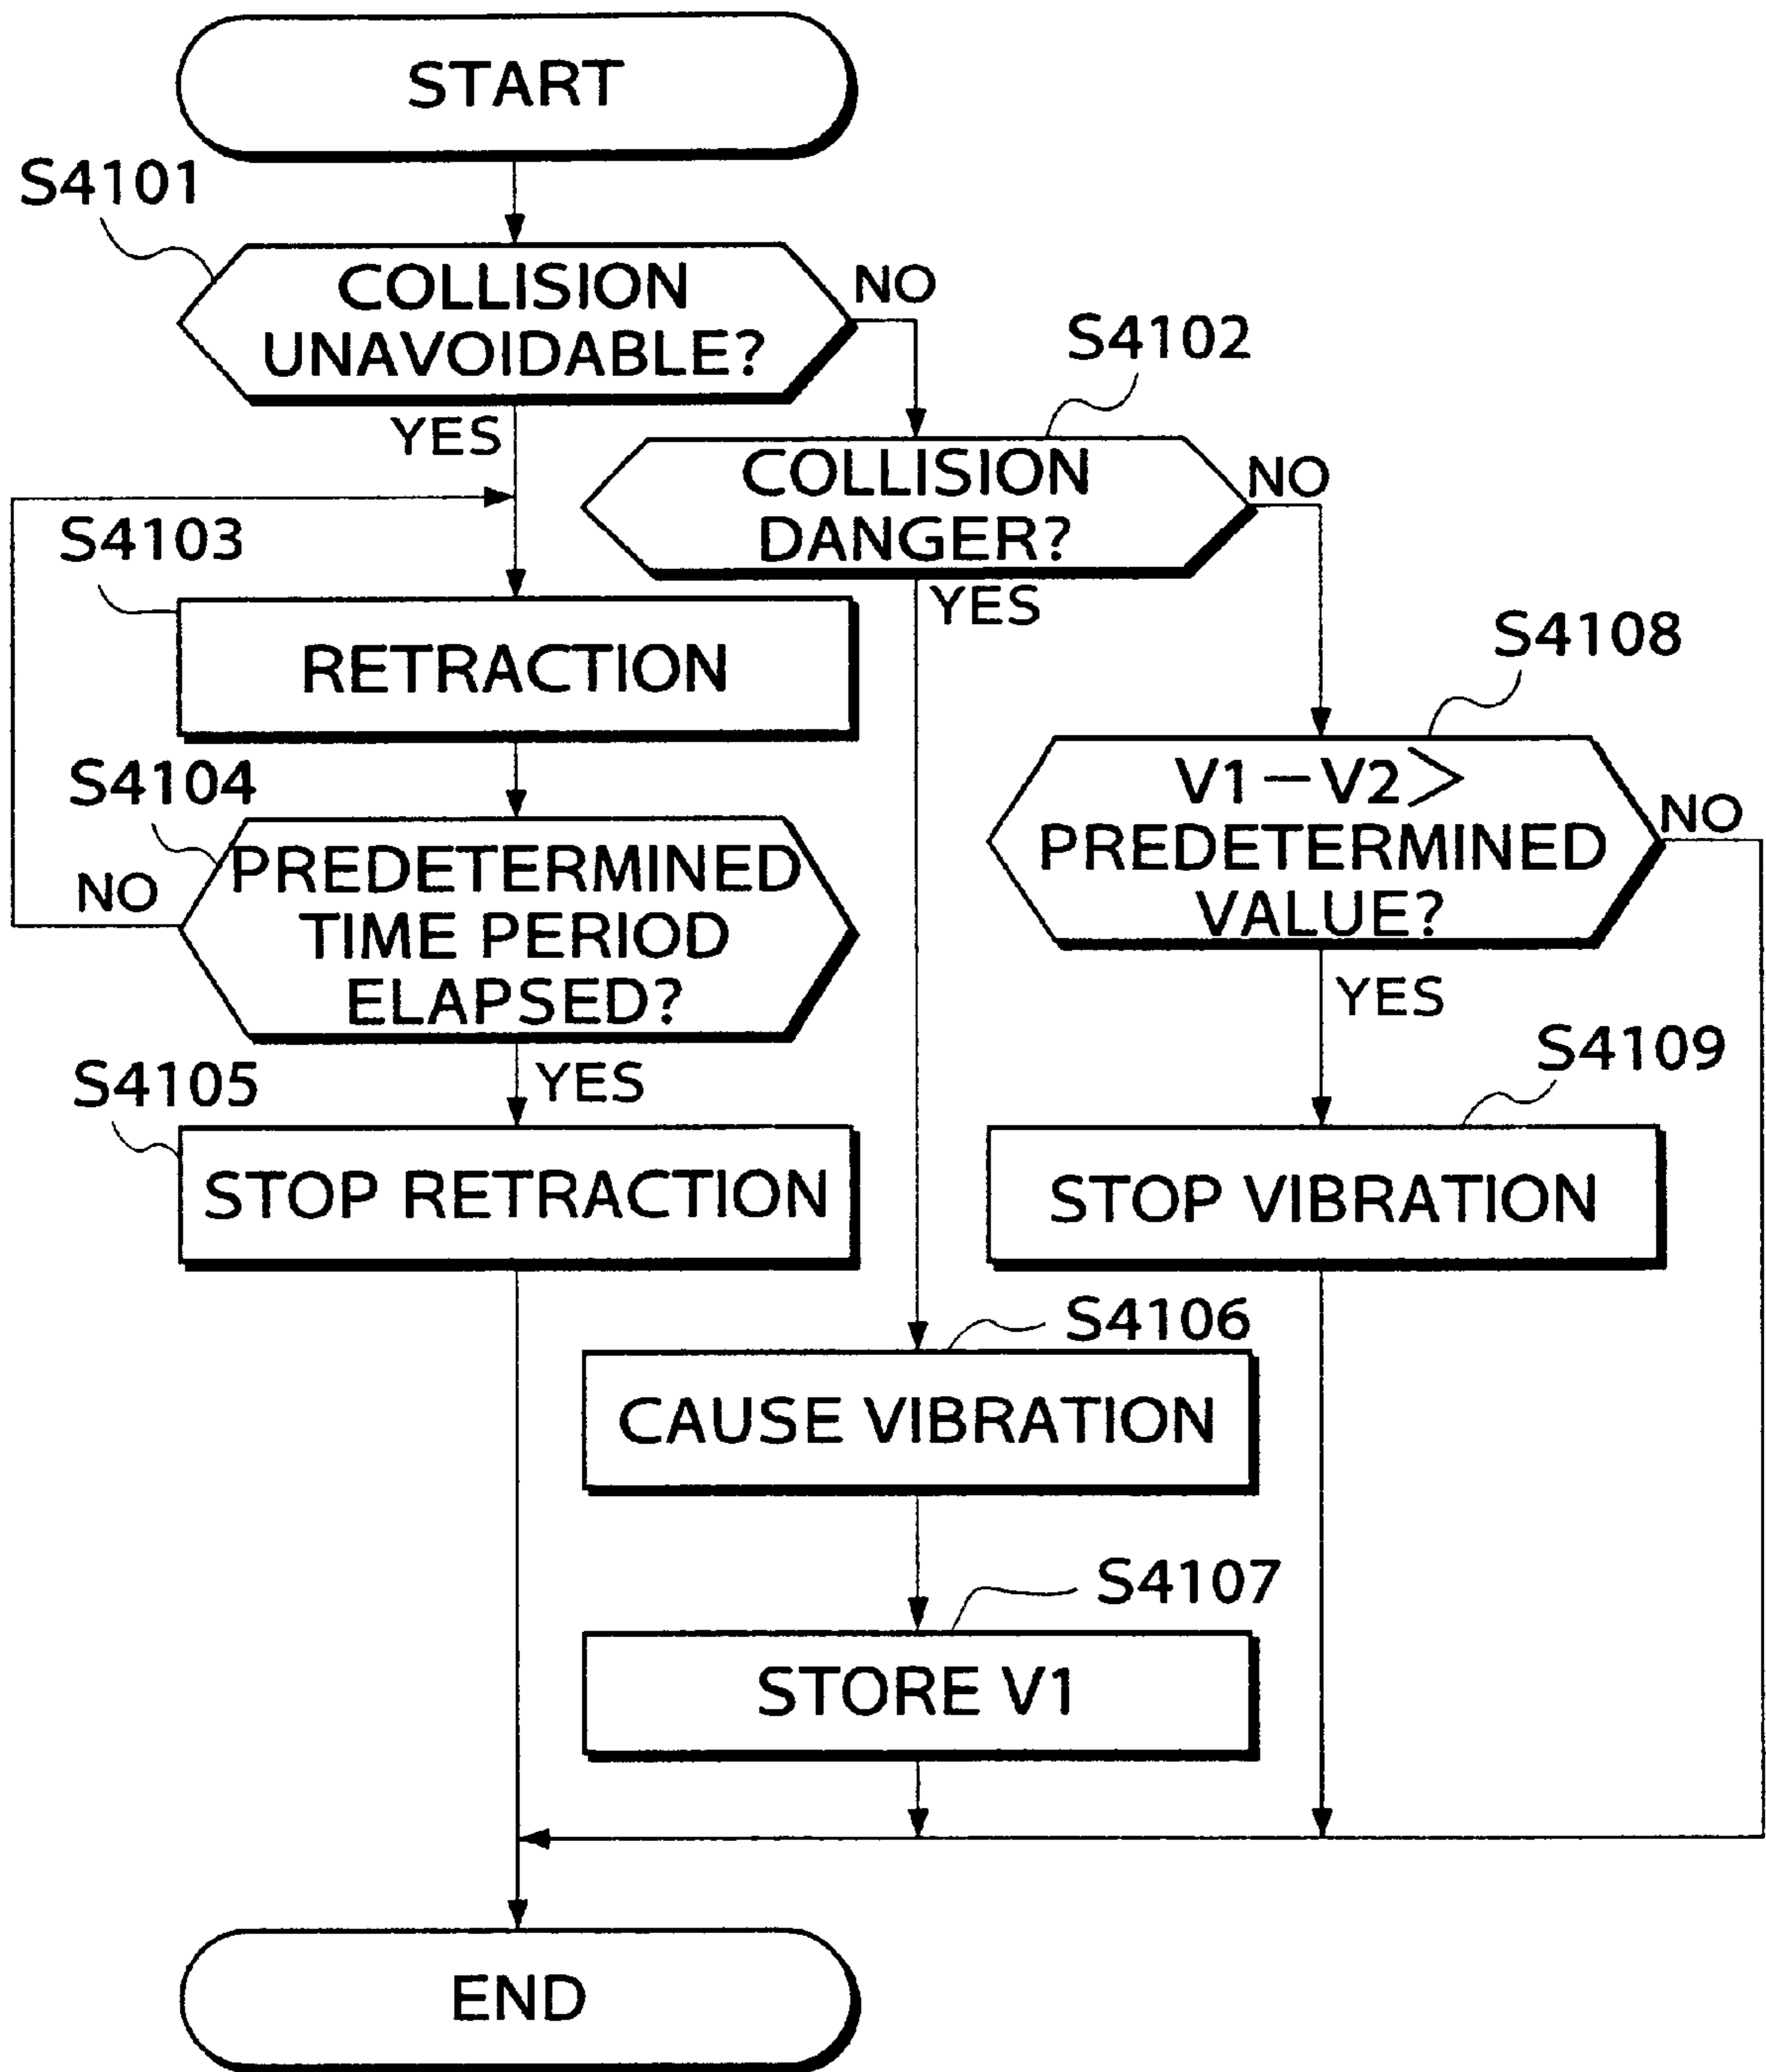 START
S4101
COLLISION
UNAVOIDABLE?
NO
YES
S4102
COLLISION
DANGER?
NO
YES
S4103
RETRACTION
S4108
V1－V2＞
PREDETERMINED
VALUE?
NO
YES
S4104
PREDETERMINED
TIME PERIOD
ELAPSED?
NO
YES
S4105
STOP RETRACTION
S4109
STOP VIBRATION
S4106
CAUSE VIBRATION
S4107
STORE V1
END